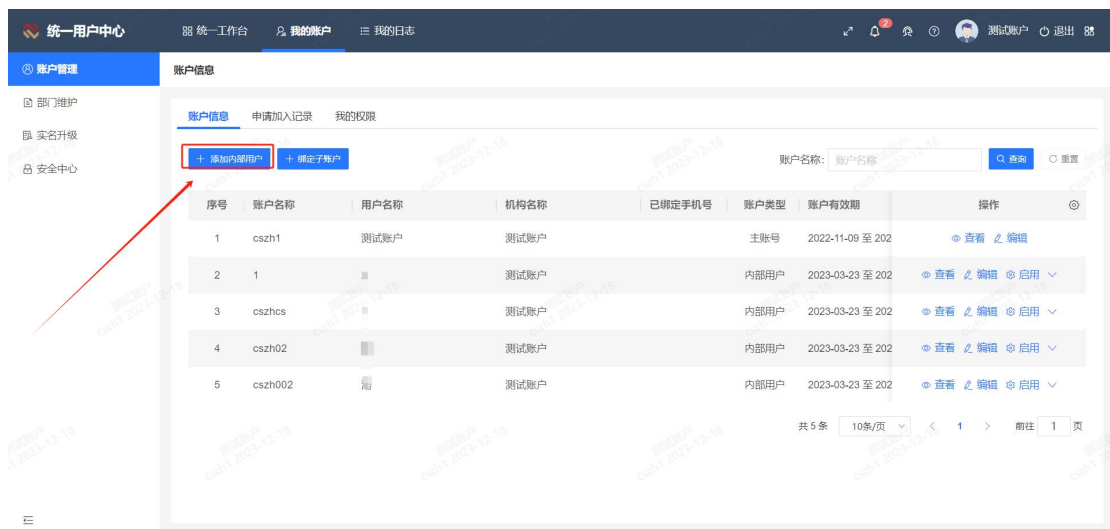 统一用户中心 统一工作台 我的账户 我的日志 2 测试账户 退出
账户管理
部门维护
实名升级
安全中心
账户信息
账户信息 申请加入记录 我的权限
+ 添加内部用户 + 绑定子账户 账户名称: 账户名称 查询 重置
序号 账户名称 用户名称 机构名称 已绑定手机号 账户类型 账户有效期 操作
1 cszh1 测试账户 测试账户 主账号 2022-11-09 至 202 查看 编辑
2 1 测试账户 内部用户 2023-03-23 至 202 查看 编辑 启用
3 cszhcs 测试账户 内部用户 2023-03-23 至 202 查看 编辑 启用
4 cszh02 测试账户 内部用户 2023-03-23 至 202 查看 编辑 启用
5 cszh002 测试账户 内部用户 2023-03-23 至 202 查看 编辑 启用
共 5 条 10条/页 < 1 > 前往 1 页
测试账户
cszh1 2023-12-18